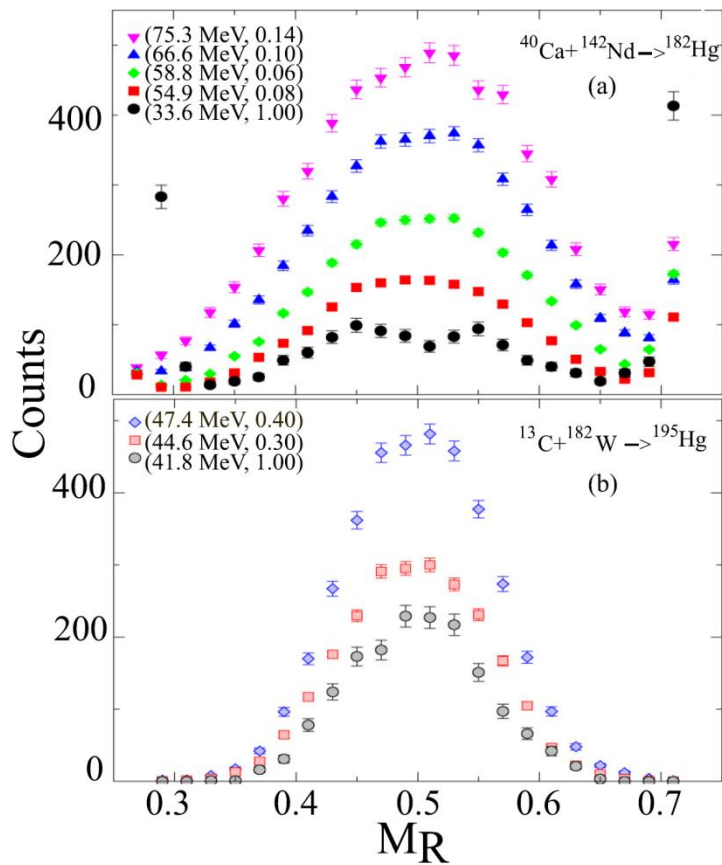 (75.3 MeV, 0.14)
(66.6 MeV, 0.10)
(58.8 MeV, 0.06)
(54.9 MeV, 0.08)
(33.6 MeV, 1.00)
⁴⁰Ca+¹⁴²Nd->¹⁸²Hg
(a)
400
200
0
Counts
(47.4 MeV, 0.40)
(44.6 MeV, 0.30)
(41.8 MeV, 1.00)
¹³C+¹⁸²W ->¹⁹⁵Hg
(b)
400
200
0
0.3 0.4 0.5 0.6 0.7
M_R